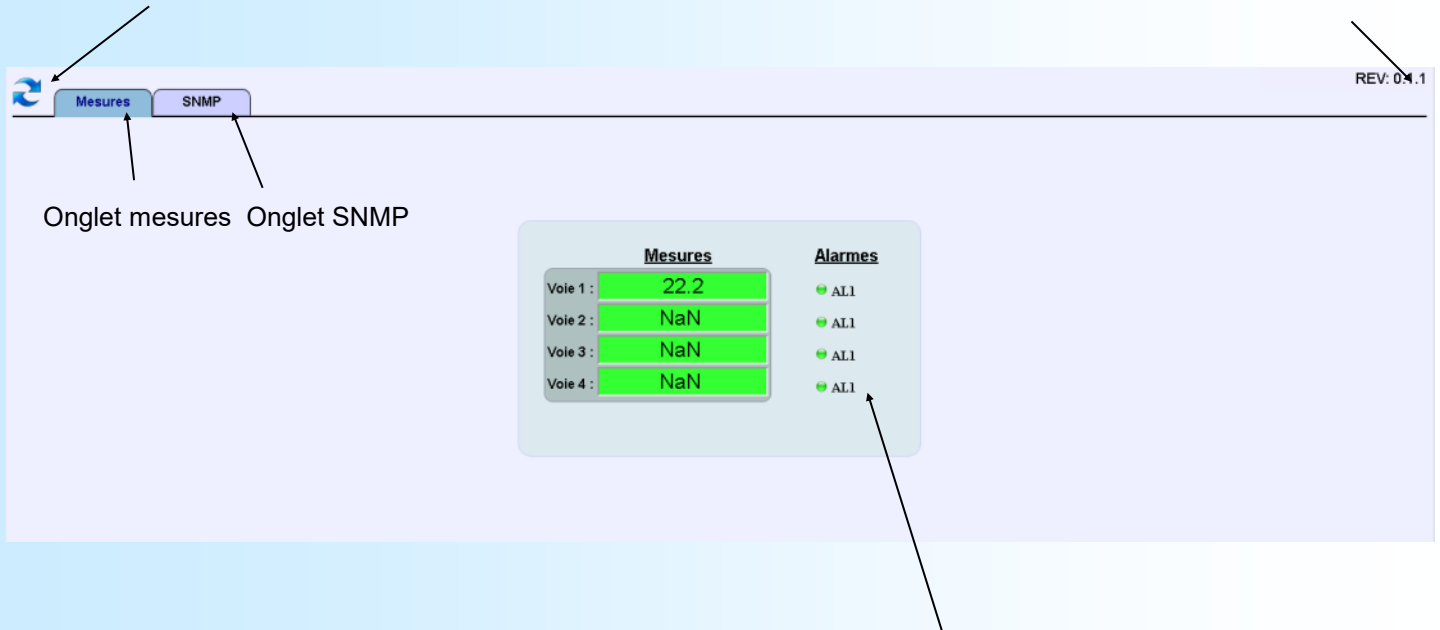 REV: 0.1.1
Mesures SNMP
Onglet mesures Onglet SNMP
Mesures Alarmes
Voie 1 : 22.2 AL1
Voie 2 : NaN AL1
Voie 3 : NaN AL1
Voie 4 : NaN AL1